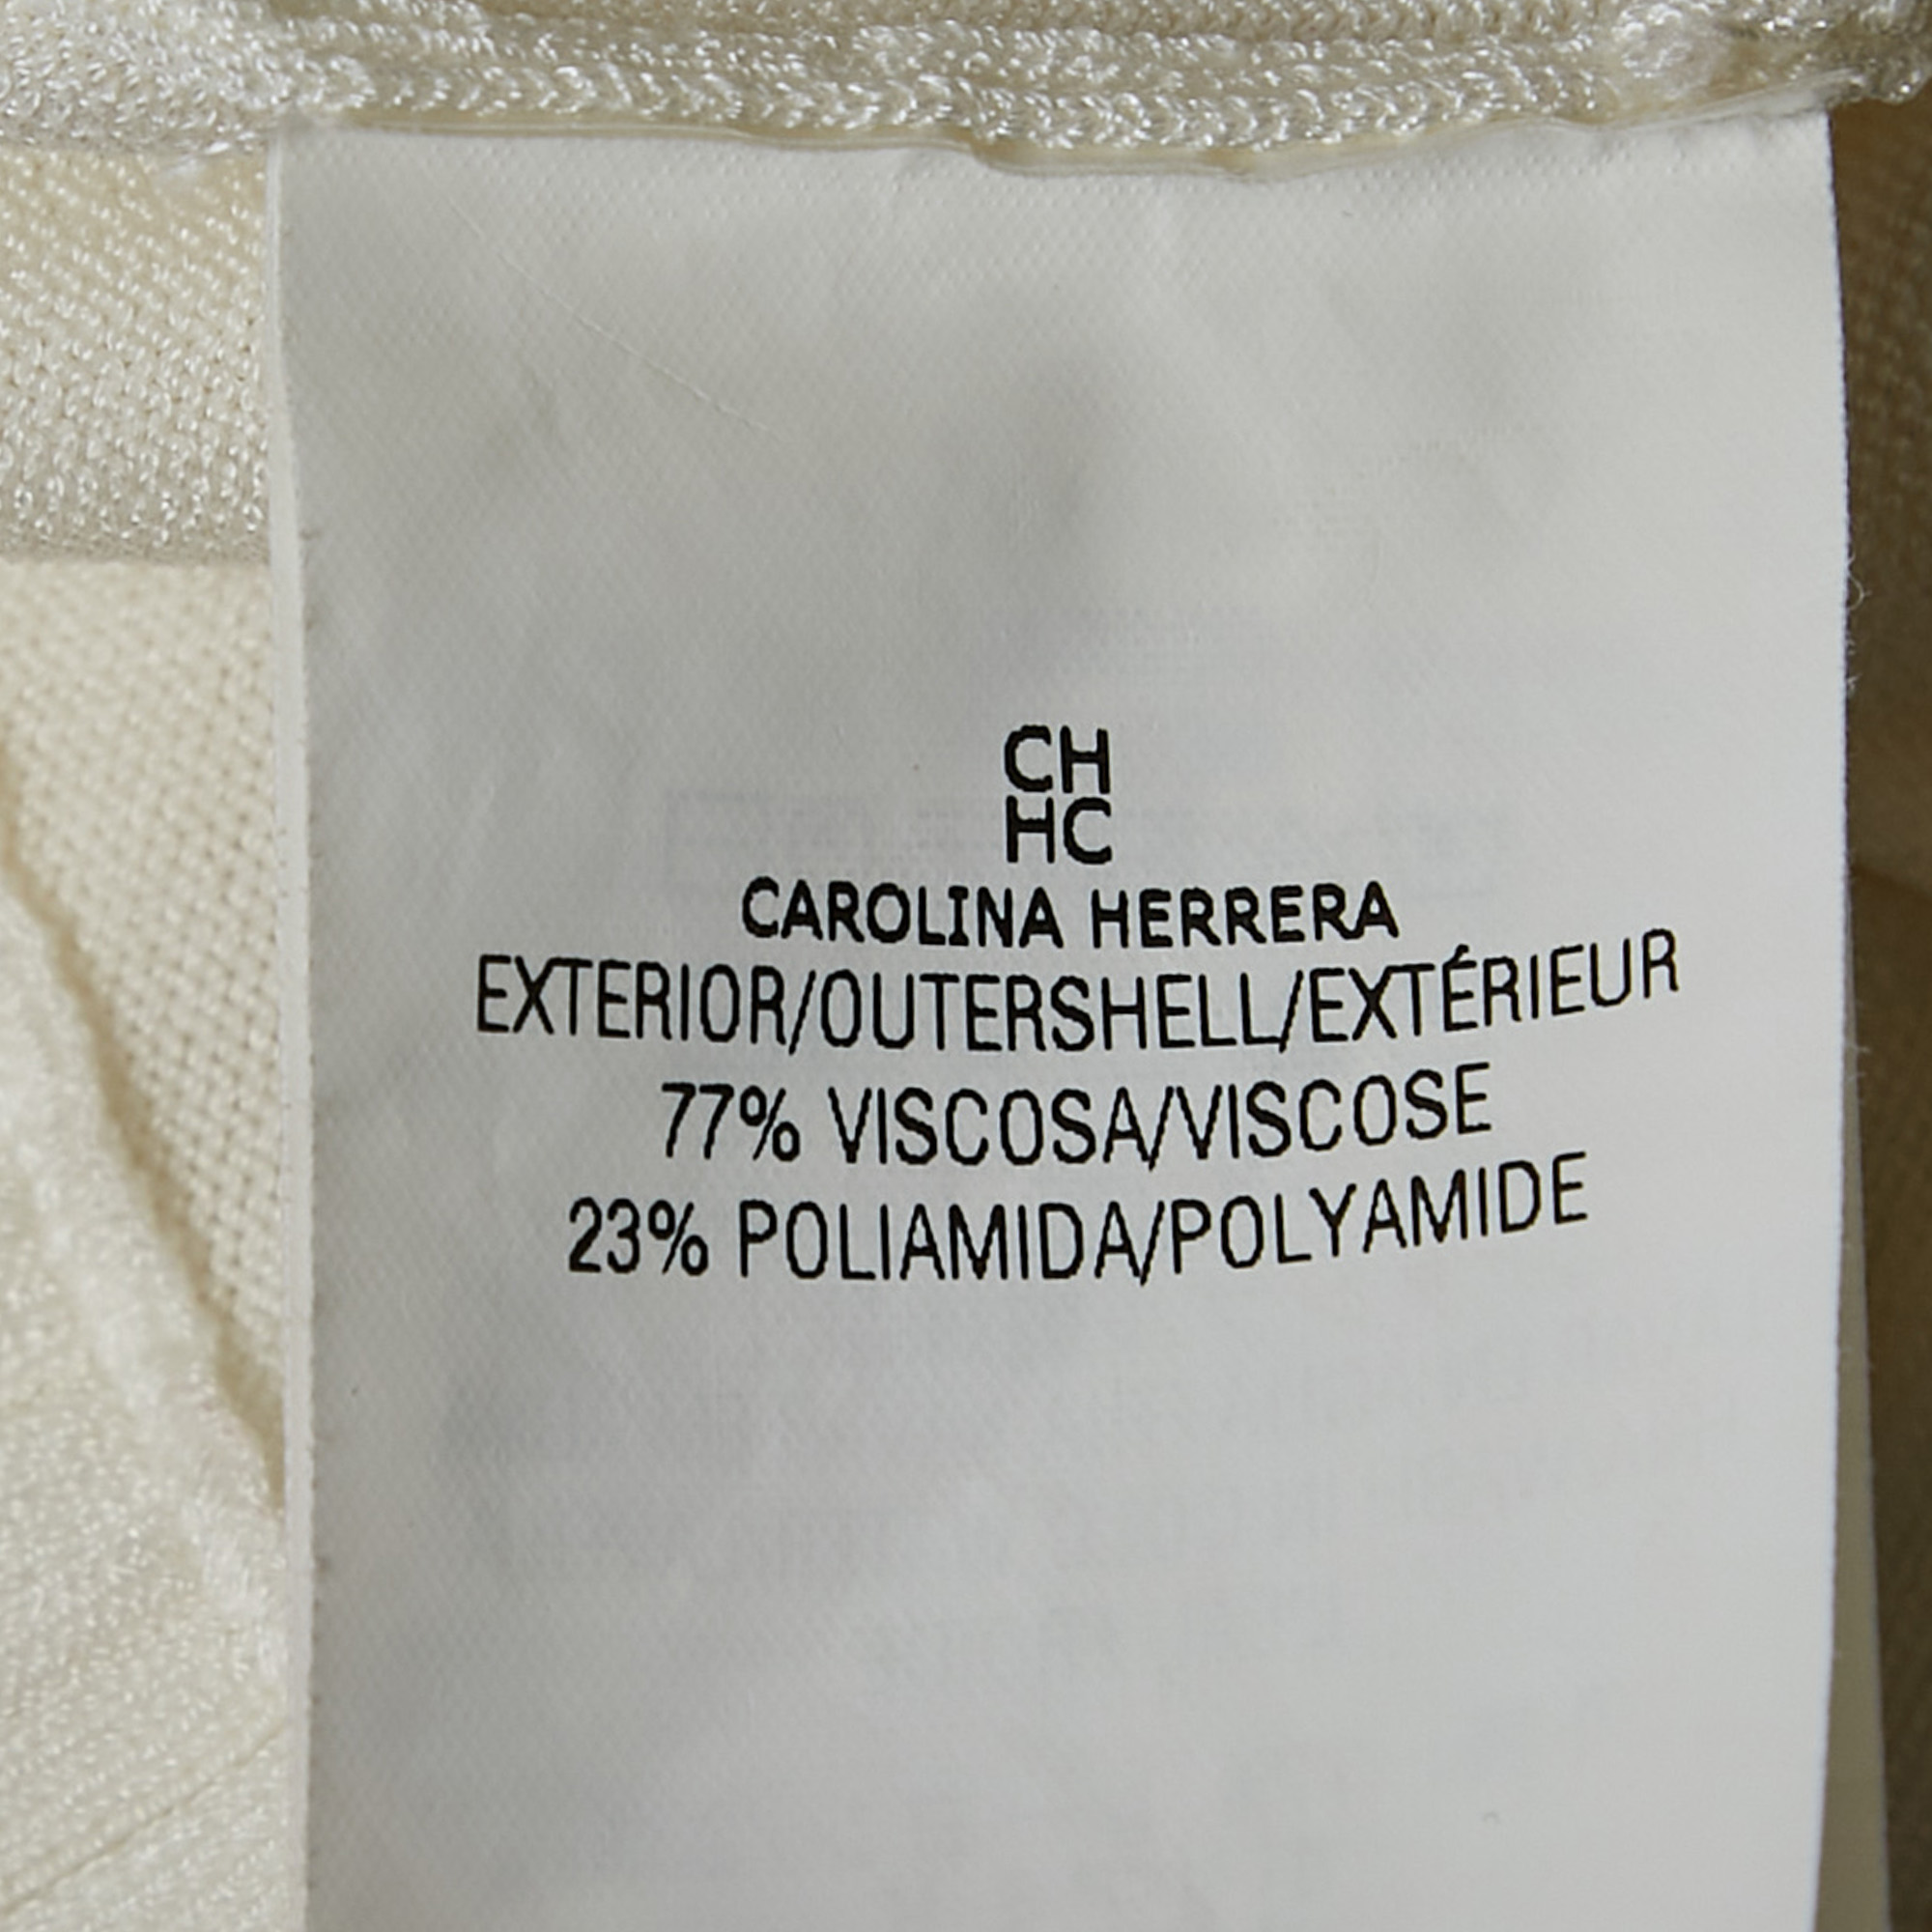 CH
HC
CAROLINA HERRERA
EXTERIOR/OUTERSHELL/EXTÉRIEUR
77% VISCOSA/VISCOSE
23% POLIAMIDA/POLYAMIDE